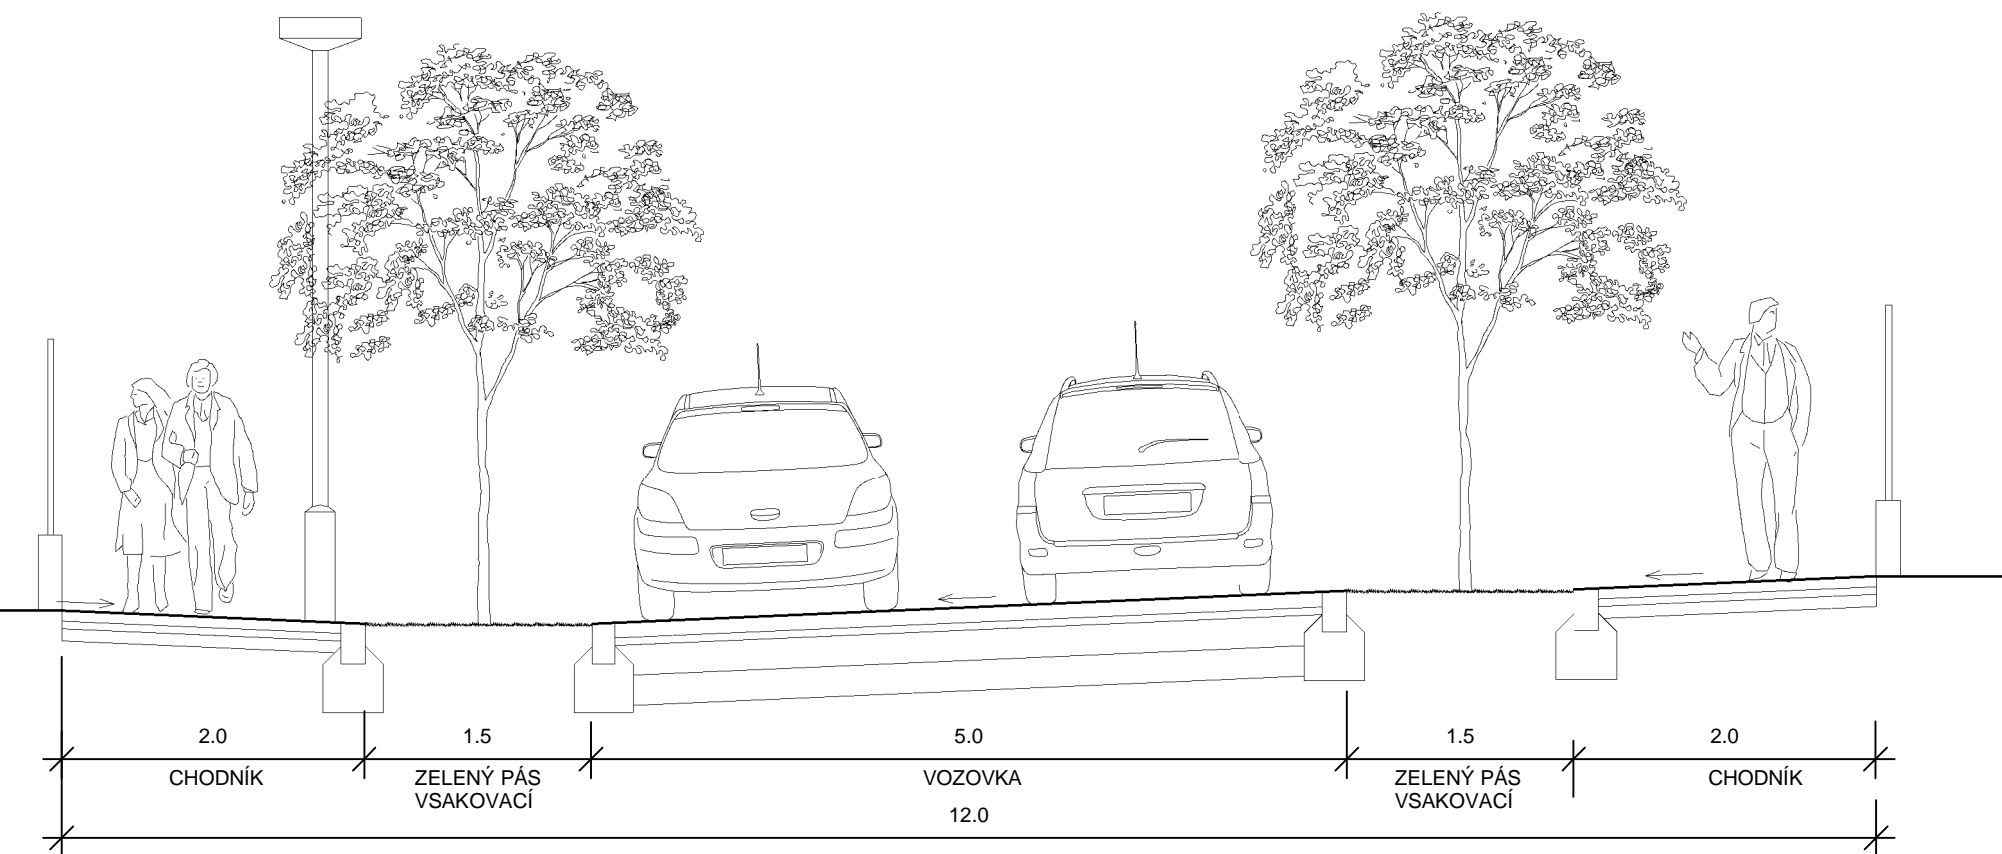 2.0 1.5 5.0 1.5 2.0
CHODNÍK ZELENÝ PÁS VOZOVKA ZELENÝ PÁS CHODNÍK
VSAKOVACÍ VSAKOVACÍ
12.0